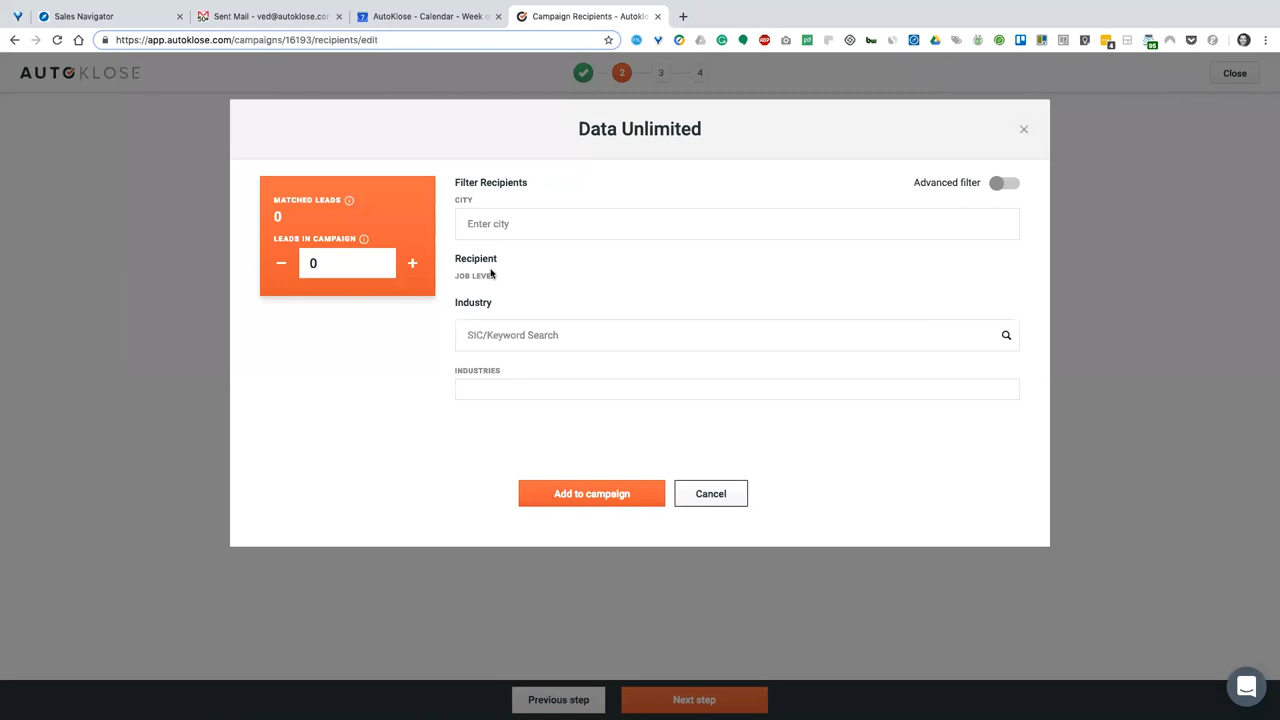 Sales Navigator
Sent Mail - ved@autoklose.co
AutoKlose - Calendar - Week o
Campaign Recipients - Autoklo
https://app.autoklose.com/campaigns/16193/recipients/edit
AUTOKLOSE
2 3 4
Close
Data Unlimited
MATCHED LEADS
0
LEADS IN CAMPAIGN
0
Filter Recipients
Advanced filter
CITY
Enter city
Recipient
JOB LEVEL
Industry
SIC/Keyword Search
INDUSTRIES
Add to campaign
Cancel
Previous step
Next step